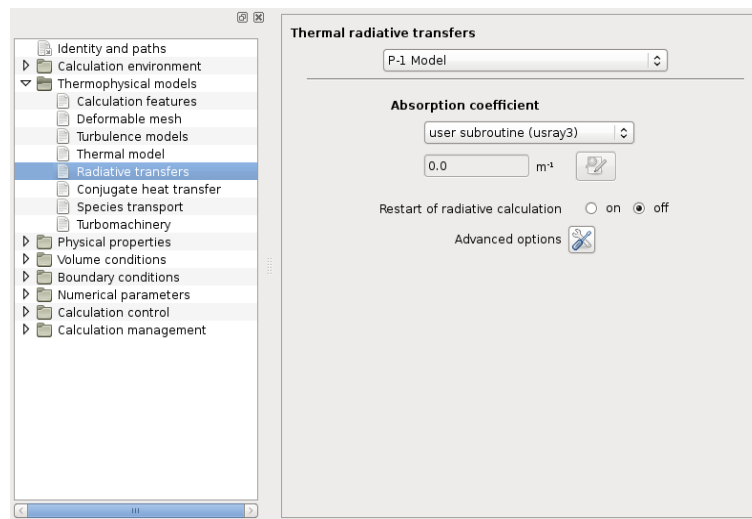 Identity and paths
Calculation environment
Thermophysical models
Calculation features
Deformable mesh
Turbulence models
Thermal model
Radiative transfers
Conjugate heat transfer
Species transport
Turbomachinery
Physical properties
Volume conditions
Boundary conditions
Numerical parameters
Calculation control
Calculation management
Thermal radiative transfers
P-1 Model
Absorption coefficient
user subroutine (usray3)
0.0 m⁻¹
Restart of radiative calculation on off
Advanced options